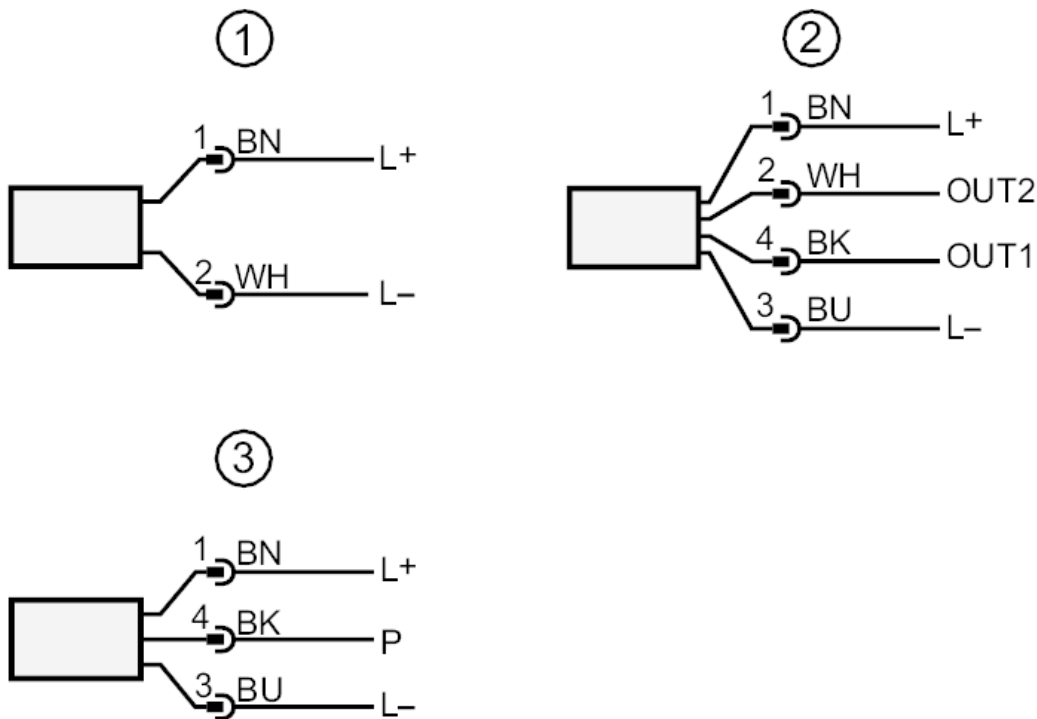 1
1 BN L+
2 WH L–
2
1 BN L+
2 WH OUT2
4 BK OUT1
3 BU L–
3
1 BN L+
4 BK P
3 BU L–